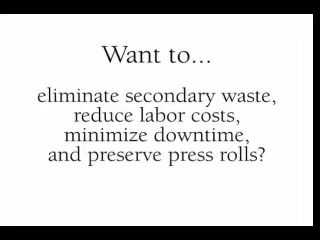 Want to...
eliminate secondary waste,
reduce labor costs,
minimize downtime,
and preserve press rolls?